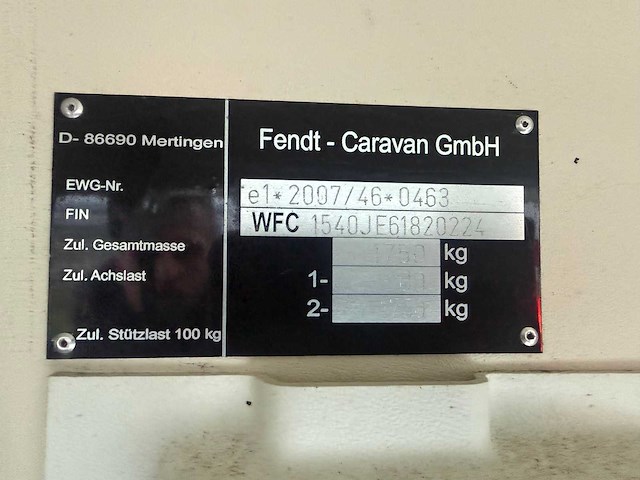 D- 86690 Mertingen
Fendt - Caravan GmbH
EWG-Nr.
e1*2007/46*0463
FIN
WFC 1540JE61820224
Zul. Gesamtmasse
kg
Zul. Achslast
1- kg
2- kg
Zul. Stützlast 100 kg